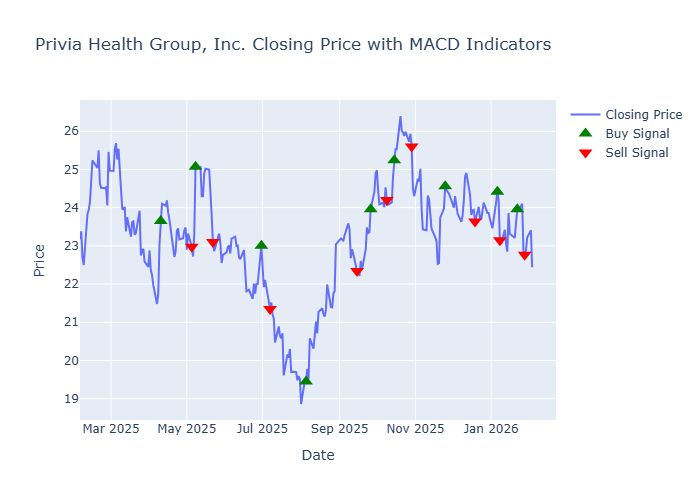 Privia Health Group, Inc. Closing Price with MACD Indicators
Closing Price
Buy Signal
Sell Signal
Price
26
25
24
23
22
21
20
19
Mar 2025
May 2025
Jul 2025
Sep 2025
Nov 2025
Jan 2026
Date